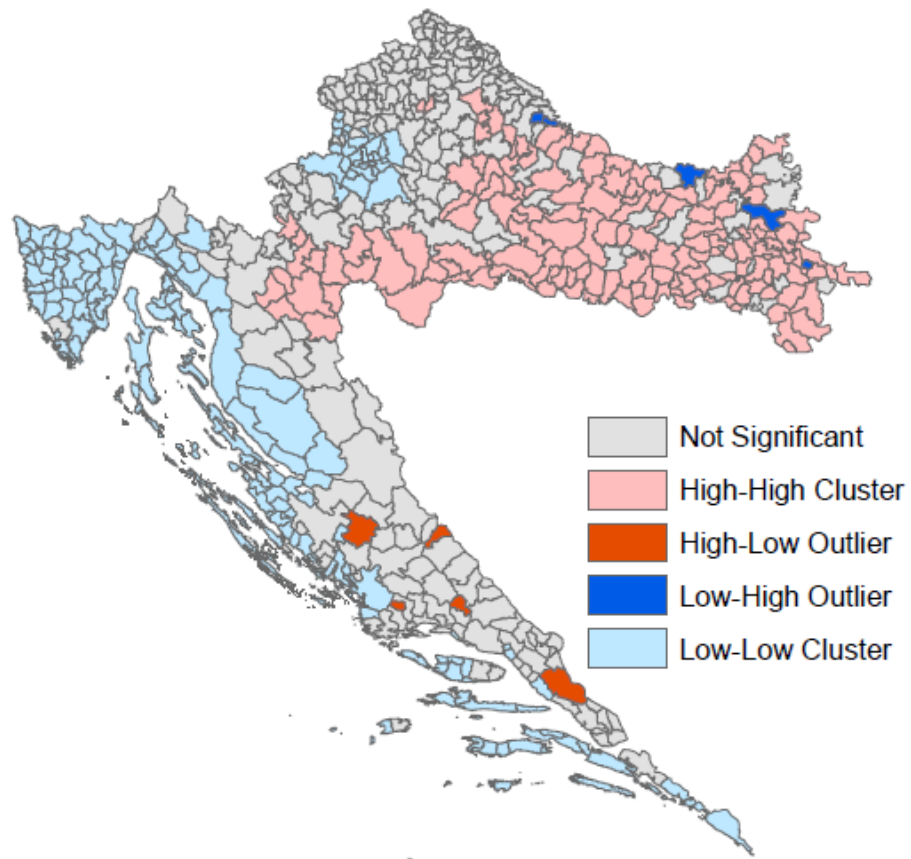 Not Significant
High-High Cluster
High-Low Outlier
Low-High Outlier
Low-Low Cluster